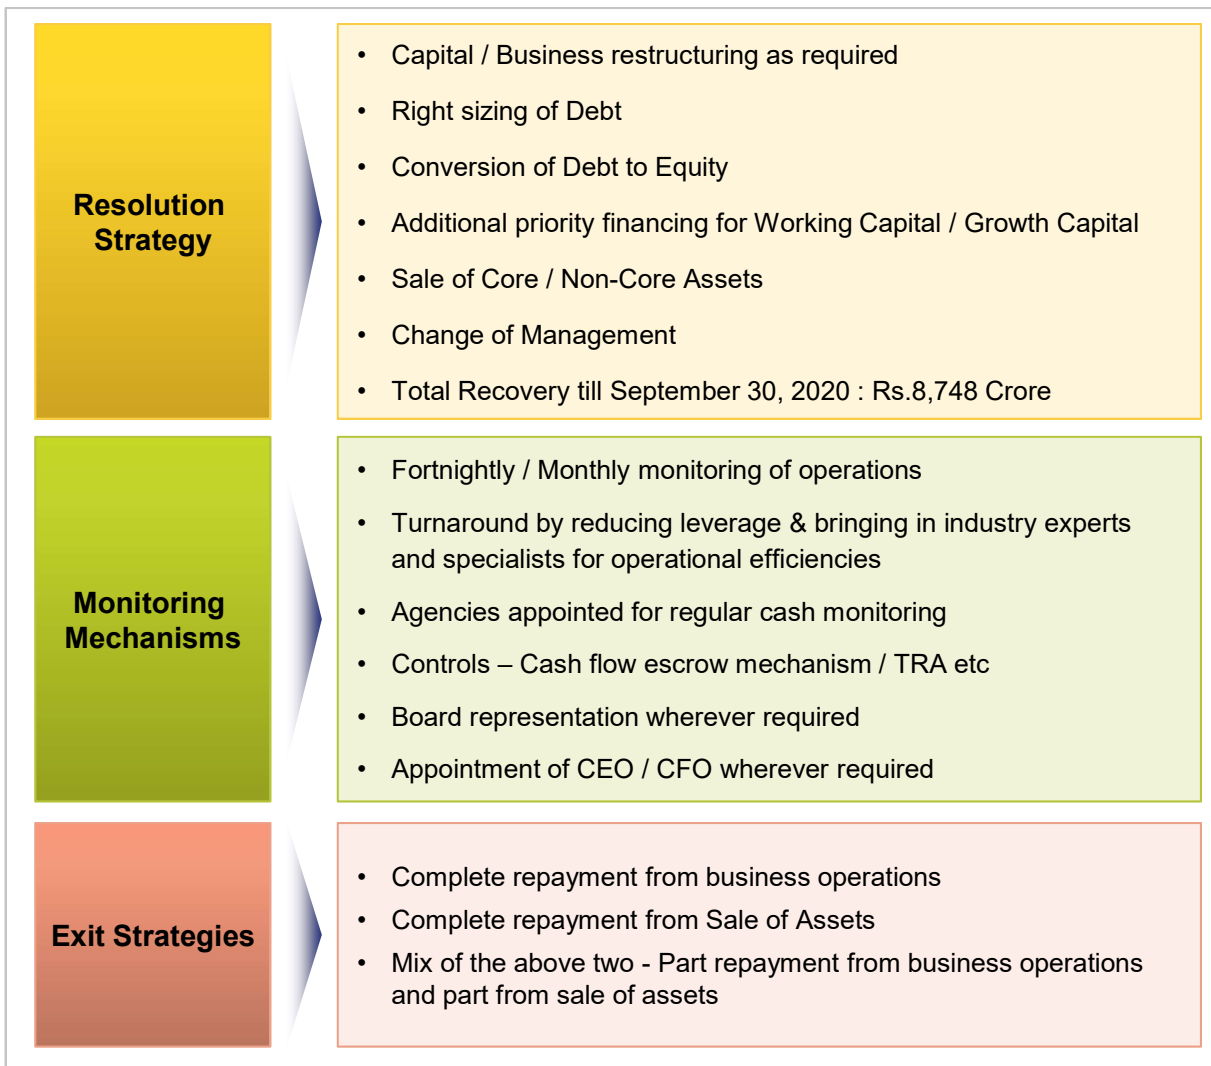 Resolution
Strategy
• Capital / Business restructuring as required
• Right sizing of Debt
• Conversion of Debt to Equity
• Additional priority financing for Working Capital / Growth Capital
• Sale of Core / Non-Core Assets
• Change of Management
• Total Recovery till September 30, 2020 : Rs.8,748 Crore
Monitoring
Mechanisms
• Fortnightly / Monthly monitoring of operations
• Turnaround by reducing leverage & bringing in industry experts
and specialists for operational efficiencies
• Agencies appointed for regular cash monitoring
• Controls – Cash flow escrow mechanism / TRA etc
• Board representation wherever required
• Appointment of CEO / CFO wherever required
Exit Strategies
• Complete repayment from business operations
• Complete repayment from Sale of Assets
• Mix of the above two - Part repayment from business operations
and part from sale of assets